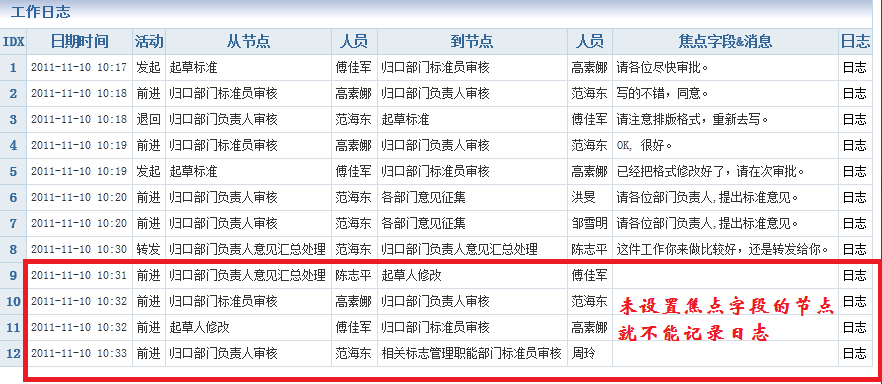 工作日志
IDX 日期时间 活动 从节点 人员 到节点 人员 焦点字段&消息 日志
1 2011-11-10 10:17 发起 起草标准 傅佳军 归口部门标准员审核 高素娜 请各位尽快审批。 日志
2 2011-11-10 10:18 前进 归口部门标准员审核 高素娜 归口部门负责人审核 范海东 写的不错，同意。 日志
3 2011-11-10 10:18 退回 归口部门负责人审核 范海东 起草标准 傅佳军 请注意排版格式，重新去写。 日志
4 2011-11-10 10:19 前进 归口部门标准员审核 高素娜 归口部门负责人审核 范海东 OK, 很好。 日志
5 2011-11-10 10:19 发起 起草标准 傅佳军 归口部门标准员审核 高素娜 已经把格式修改好了，请在次审批。 日志
6 2011-11-10 10:20 前进 归口部门负责人审核 范海东 各部门意见征集 洪旻 请各位部门负责人,提出标准意见。 日志
7 2011-11-10 10:20 前进 归口部门负责人审核 范海东 各部门意见征集 邹雪明 请各位部门负责人,提出标准意见。 日志
8 2011-11-10 10:30 转发 归口部门负责人意见汇总处理 范海东 归口部门负责人意见汇总处理 陈志平 这件工作你来做比较好，还是转发给你。 日志
9 2011-11-10 10:31 前进 归口部门负责人意见汇总处理 陈志平 起草人修改 傅佳军 日志
10 2011-11-10 10:32 前进 归口部门标准员审核 高素娜 归口部门负责人审核 范海东 日志
11 2011-11-10 10:32 前进 起草人修改 傅佳军 归口部门标准员审核 高素娜 日志
12 2011-11-10 10:33 前进 归口部门负责人审核 范海东 相关标志管理职能部门标准员审核 周玲 日志
未设置焦点字段的节点
就不能记录日志